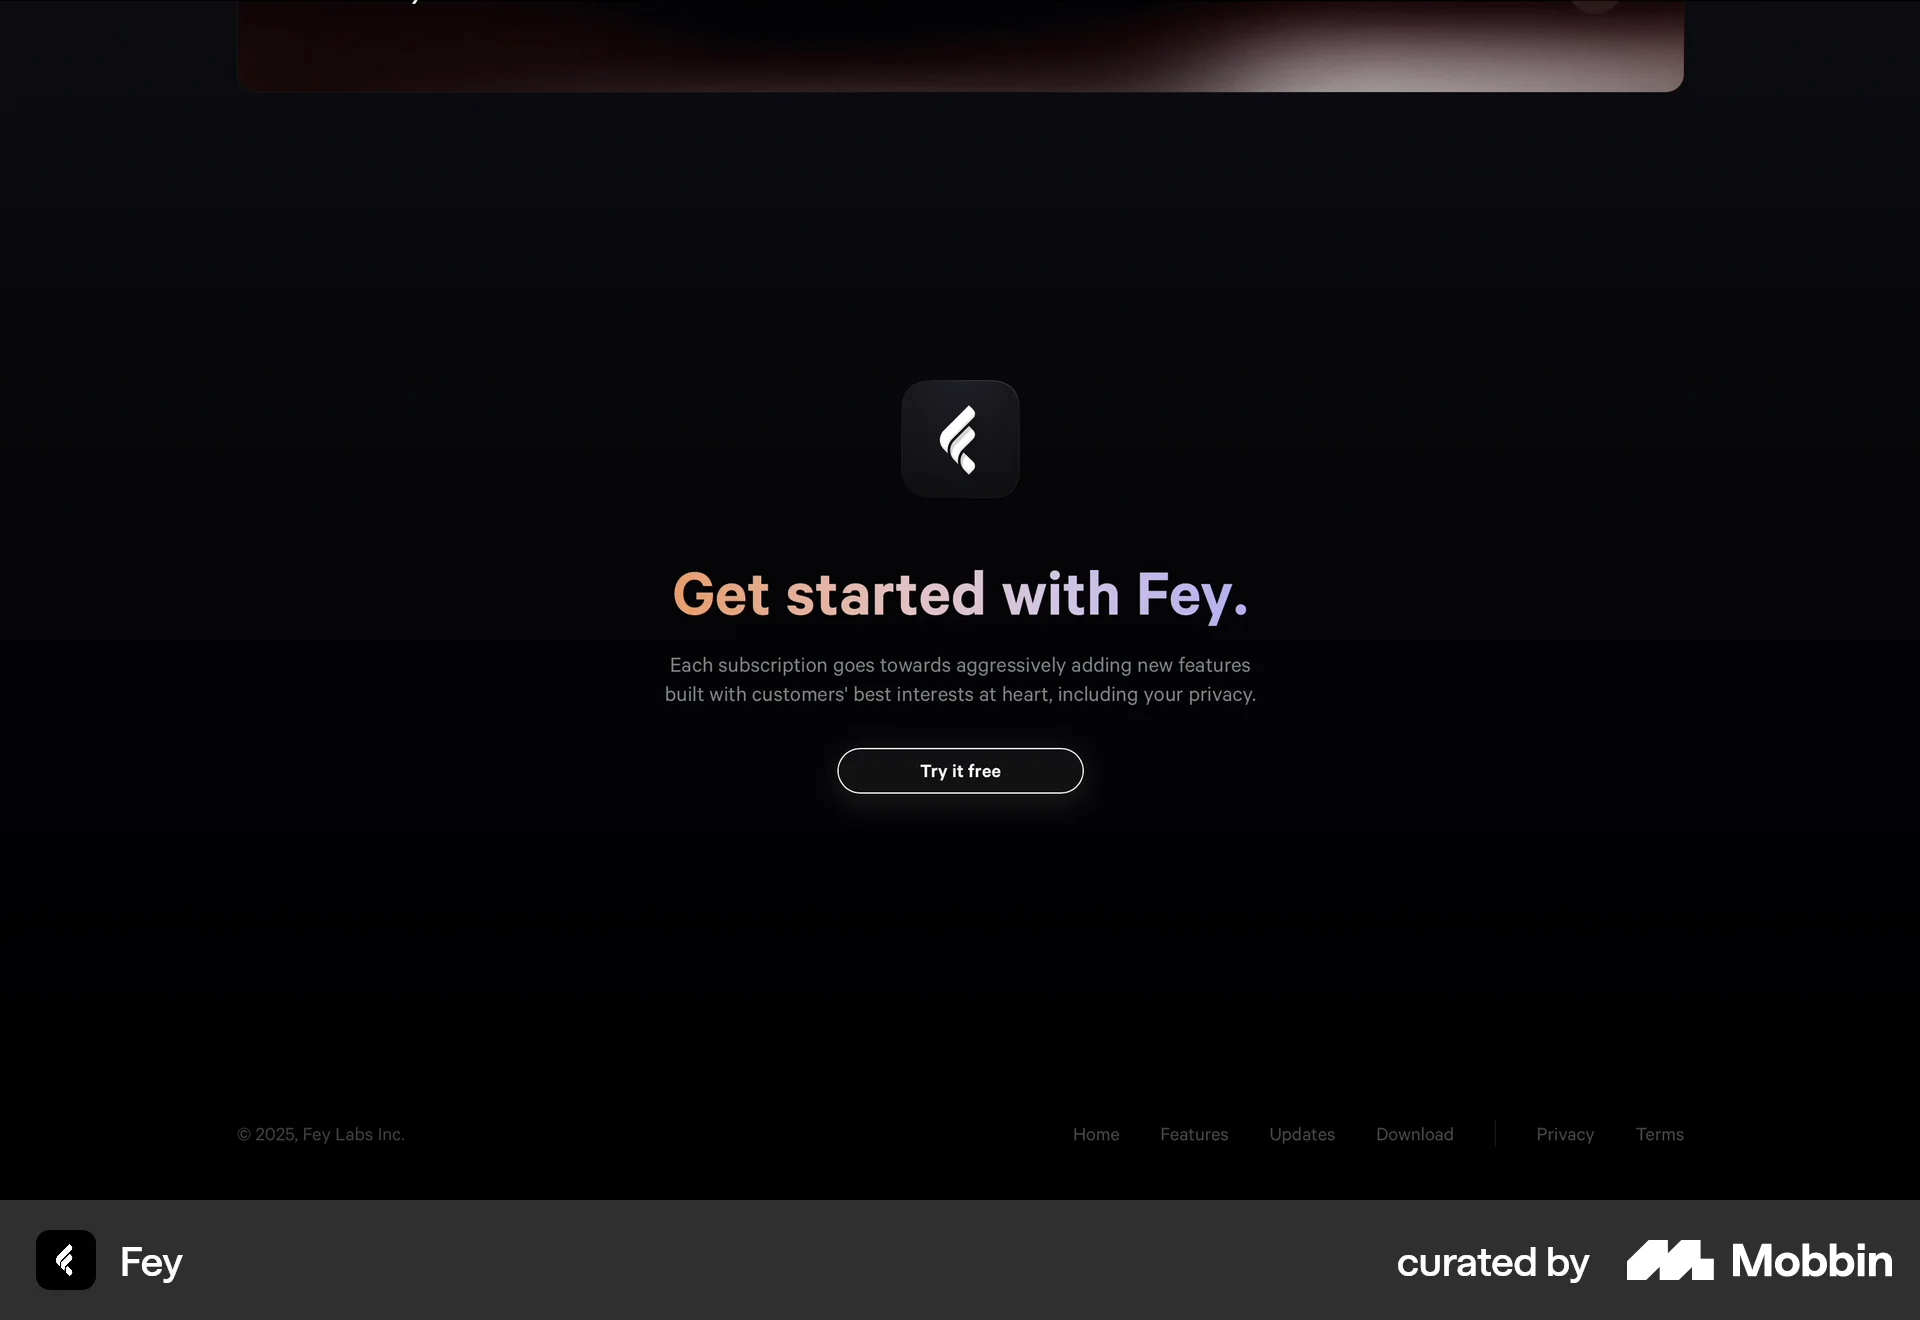 Get started with Fey.
Each subscription goes towards aggressively adding new features
built with customers' best interests at heart, including your privacy.
Try it free
© 2025, Fey Labs Inc.
Home
Features
Updates
Download
Privacy
Terms
Fey
curated by
Mobbin